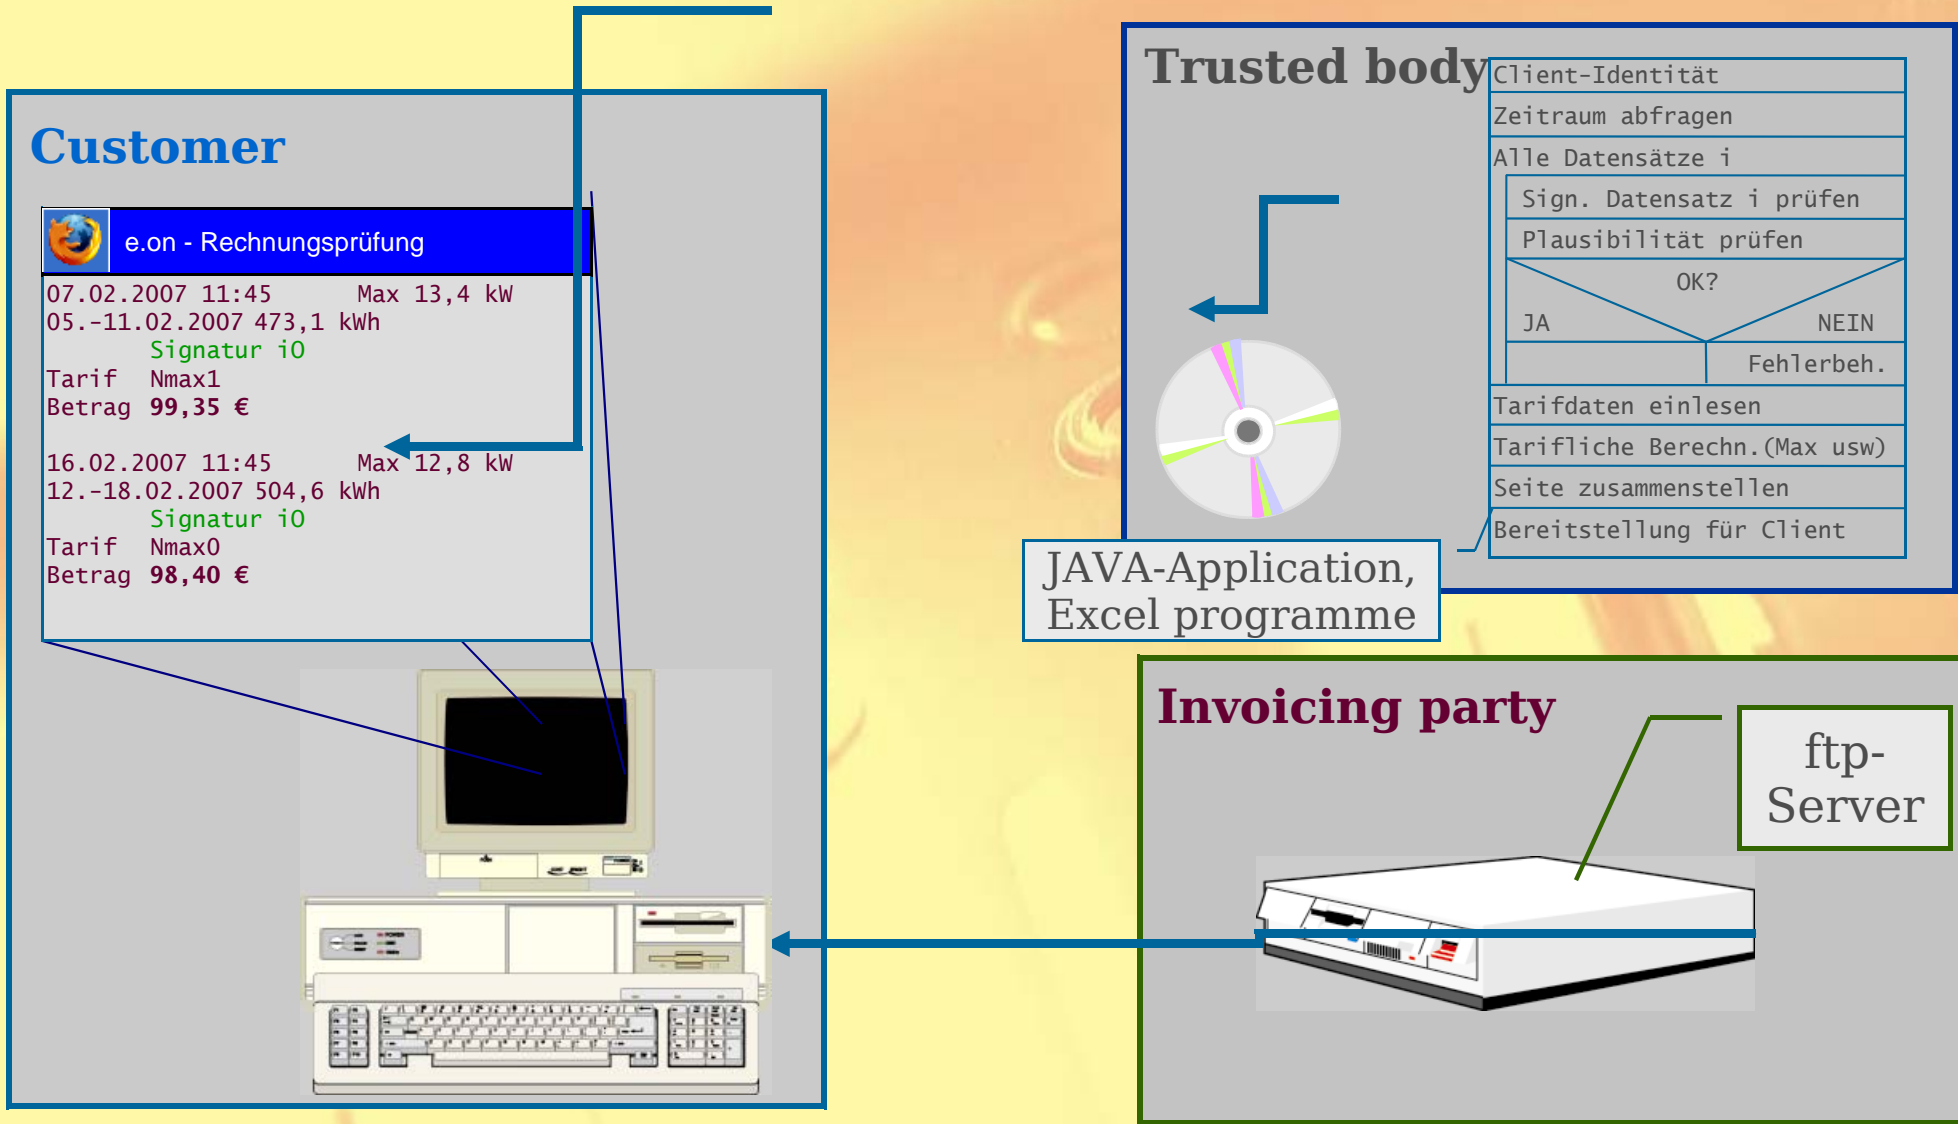 Customer
e.on - Rechnungsprüfung
07.02.2007 11:45 Max 13,4 kW
05.-11.02.2007 473,1 kWh
Signatur iO
Tarif Nmax1
Betrag 99,35 €
16.02.2007 11:45 Max 12,8 kW
12.-18.02.2007 504,6 kWh
Signatur iO
Tarif Nmax0
Betrag 98,40 €
Trusted body
Client-Identität
Zeitraum abfragen
Alle Datensätze i
Sign. Datensatz i prüfen
Plausibilität prüfen
OK?
JA NEIN
Fehlerbeh.
Tarifdaten einlesen
Tarifliche Berechn.(Max usw)
Seite zusammenstellen
Bereitstellung für Client
JAVA-Application,
Excel programme
Invoicing party
ftp-
Server